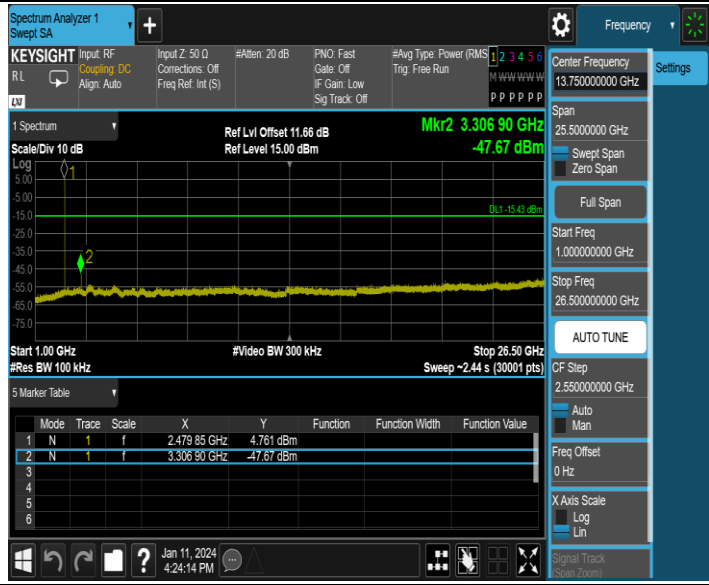 Spectrum Analyzer 1
Swept SA
+
Frequency
KEYSIGHT
RL
LXI
Input: RF
Coupling: DC
Align: Auto
Input Z: 50 Ω
Corrections: Off
Freq Ref: Int (S)
#Atten: 20 dB
PNO: Fast
Gate: Off
IF Gain: Low
Sig Track: Off
#Avg Type: Power (RMS
Trig: Free Run
1 2 3 4 5 6
M W W W W W
P P P P P P
1 Spectrum
Scale/Div 10 dB
Ref Lvl Offset 11.66 dB
Ref Level 15.00 dBm
Mkr2 3.306 90 GHz
-47.67 dBm
Log
5.00
-5.00
-15.0
-25.0
-35.0
-45.0
-55.0
-65.0
-75.0
1
2
DL1 -15.43 dBm
Start 1.00 GHz
#Res BW 100 kHz
#Video BW 300 kHz
Stop 26.50 GHz
Sweep ~2.44 s (30001 pts)
5 Marker Table
Mode Trace Scale X Y Function Function Width Function Value
1 N 1 f 2.479 85 GHz 4.761 dBm
2 N 1 f 3.306 90 GHz -47.67 dBm
3
4
5
6
?
Jan 11, 2024
4:24:14 PM
Center Frequency
13.75000000 GHz
Span
25.5000000 GHz
Swept Span
Zero Span
Full Span
Start Freq
1.000000000 GHz
Stop Freq
26.500000000 GHz
AUTO TUNE
CF Step
2.550000000 GHz
Auto
Man
Freq Offset
0 Hz
X Axis Scale
Log
Lin
Signal Track
(Span Zoom)
Settings